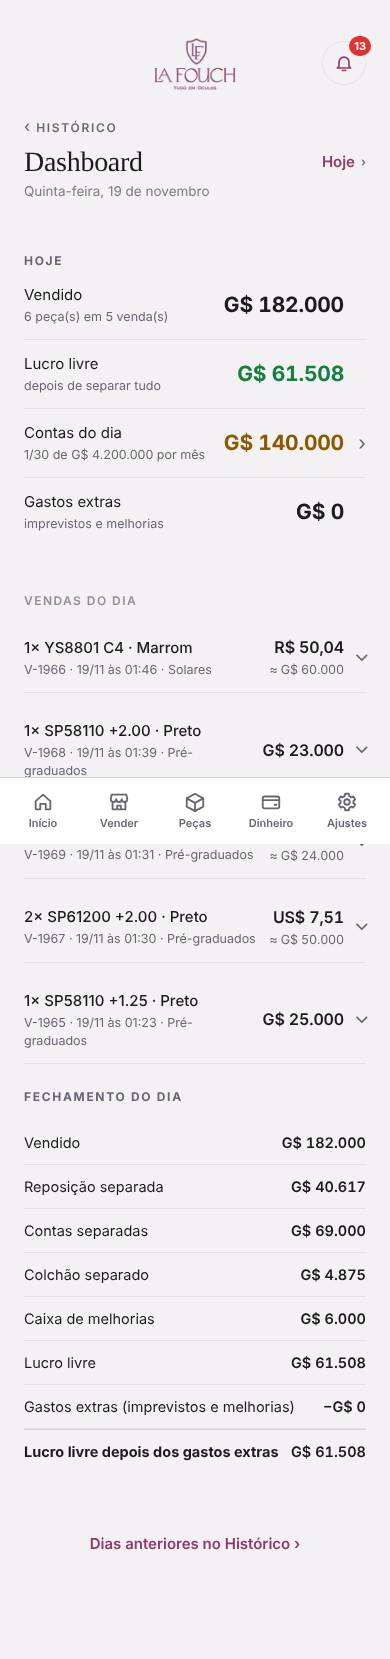 LF
LA FOUCH
TUDO EM ÓCULOS
13
‹ HISTÓRICO
Dashboard
Hoje ›
Quinta-feira, 19 de novembro
HOJE
Vendido
6 peça(s) em 5 venda(s)
G$ 182.000
Lucro livre
depois de separar tudo
G$ 61.508
Contas do dia
1/30 de G$ 4.200.000 por mês
G$ 140.000 ›
Gastos extras
imprevistos e melhorias
G$ 0
VENDAS DO DIA
1× YS8801 C4 · Marrom
V-1966 · 19/11 às 01:46 · Solares
R$ 50,04
≈ G$ 60.000
1× SP58110 +2.00 · Preto
V-1968 · 19/11 às 01:39 · Pré-
graduados
G$ 23.000
Início
Vender
Peças
Dinheiro
Ajustes
V-1969 · 19/11 às 01:31 · Pré-graduados
≈ G$ 24.000
2× SP61200 +2.00 · Preto
V-1967 · 19/11 às 01:30 · Pré-graduados
US$ 7,51
≈ G$ 50.000
1× SP58110 +1.25 · Preto
V-1965 · 19/11 às 01:23 · Pré-
graduados
G$ 25.000
FECHAMENTO DO DIA
Vendido G$ 182.000
Reposição separada G$ 40.617
Contas separadas G$ 69.000
Colchão separado G$ 4.875
Caixa de melhorias G$ 6.000
Lucro livre G$ 61.508
Gastos extras (imprevistos e melhorias) −G$ 0
Lucro livre depois dos gastos extras G$ 61.508
Dias anteriores no Histórico ›